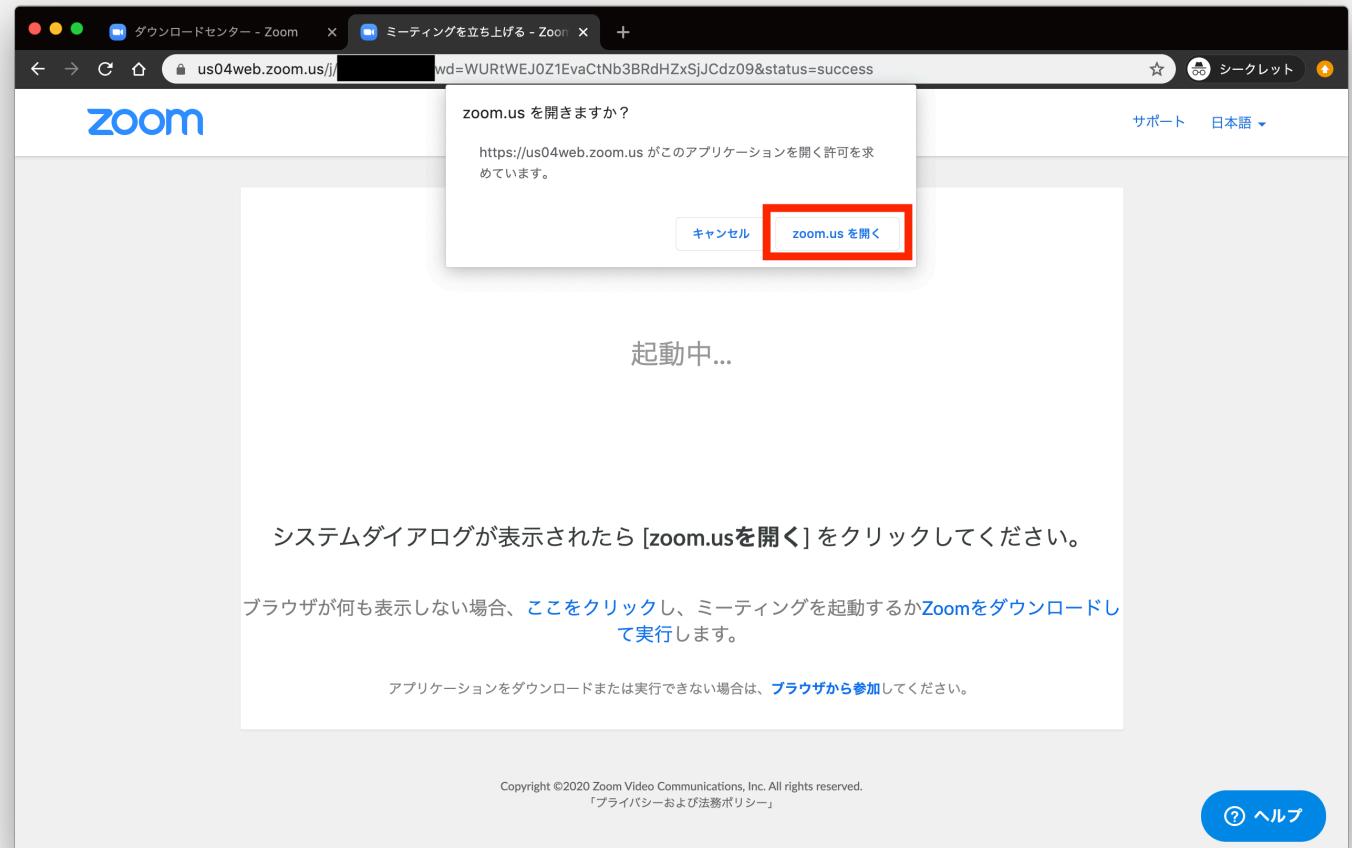 ダウンロードセンター - Zoom
ミーティングを立ち上げる - Zoom
us04web.zoom.us/j/ wd=WURtWEJ0Z1EvaCtNb3BRdHZxSjJCdz09&status=success
シークレット
zoom
サポート
日本語
zoom.us を開きますか？
https://us04web.zoom.us がこのアプリケーションを開く許可を求
めています。
キャンセル
zoom.us を開く
起動中...
システムダイアログが表示されたら [zoom.usを開く] をクリックしてください。
ブラウザが何も表示しない場合、ここをクリックし、ミーティングを起動するかZoomをダウンロードし
て実行します。
アプリケーションをダウンロードまたは実行できない場合は、ブラウザから参加してください。
Copyright ©2020 Zoom Video Communications, Inc. All rights reserved.
「プライバシーおよび法務ポリシー」
ヘルプ